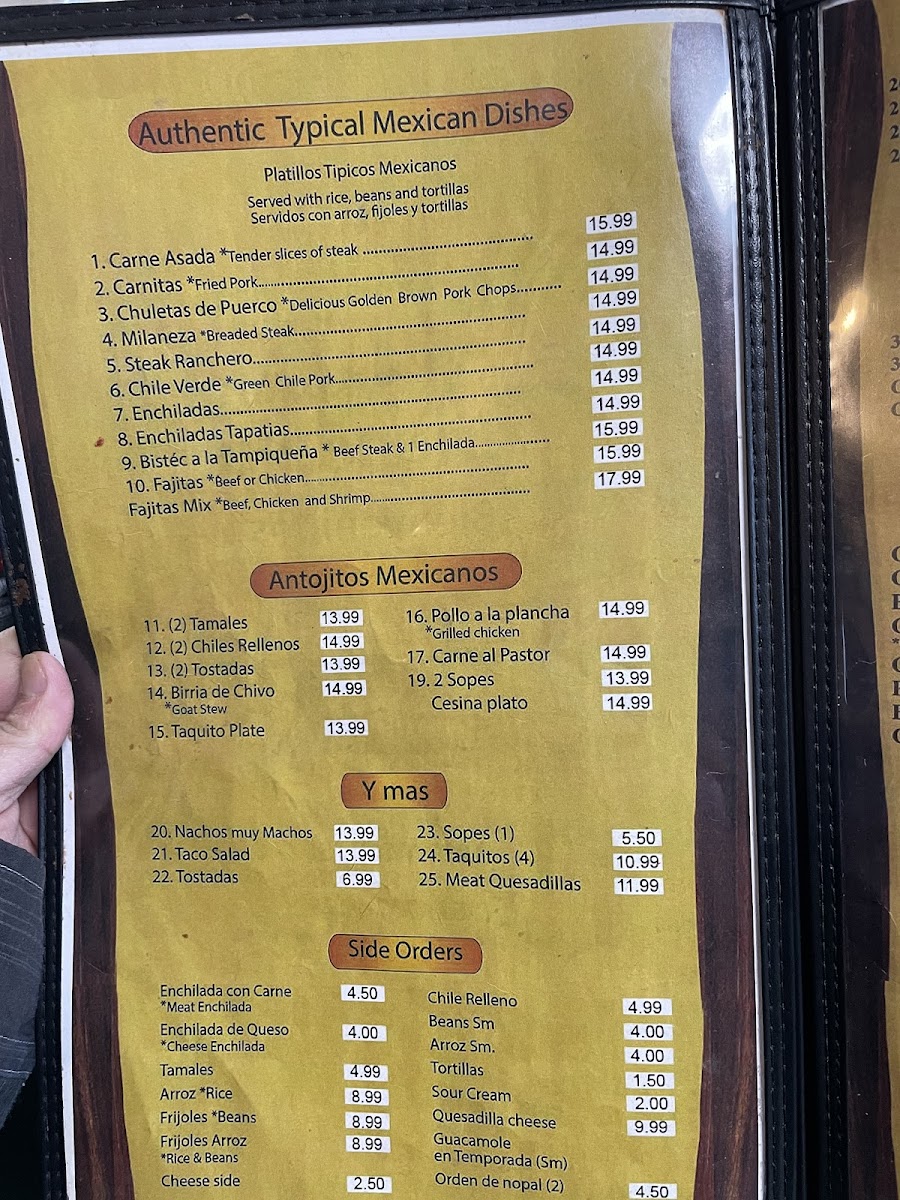 Authentic Typical Mexican Dishes
Platillos Tipicos Mexicanos
Served with rice, beans and tortillas
Servidos con arroz, fijoles y tortillas
1. Carne Asada *Tender slices of steak 15.99
2. Carnitas *Fried Pork 14.99
3. Chuletas de Puerco *Delicious Golden Brown Pork Chops 14.99
4. Milaneza *Breaded Steak 14.99
5. Steak Ranchero 14.99
6. Chile Verde *Green Chile Pork 14.99
7. Enchiladas 14.99
8. Enchiladas Tapatias 14.99
9. Bistéc a la Tampiqueña * Beef Steak & 1 Enchilada 15.99
10. Fajitas *Beef or Chicken 15.99
Fajitas Mix *Beef, Chicken and Shrimp 17.99
Antojitos Mexicanos
11. (2) Tamales 13.99
12. (2) Chiles Rellenos 14.99
13. (2) Tostadas 13.99
14. Birria de Chivo 14.99
*Goat Stew
15. Taquito Plate 13.99
16. Pollo a la plancha 14.99
*Grilled chicken
17. Carne al Pastor 14.99
19. 2 Sopes 13.99
Cesina plato 14.99
Y mas
20. Nachos muy Machos 13.99
21. Taco Salad 13.99
22. Tostadas 6.99
23. Sopes (1) 5.50
24. Taquitos (4) 10.99
25. Meat Quesadillas 11.99
Side Orders
Enchilada con Carne 4.50
*Meat Enchilada
Enchilada de Queso 4.00
*Cheese Enchilada
Tamales 4.99
Arroz *Rice 8.99
Frijoles *Beans 8.99
Frijoles Arroz 8.99
*Rice & Beans
Cheese side 2.50
Chile Relleno 4.99
Beans Sm 4.00
Arroz Sm. 4.00
Tortillas 1.50
Sour Cream 2.00
Quesadilla cheese 9.99
Guacamole
en Temporada (Sm)
Orden de nopal (2) 4.50